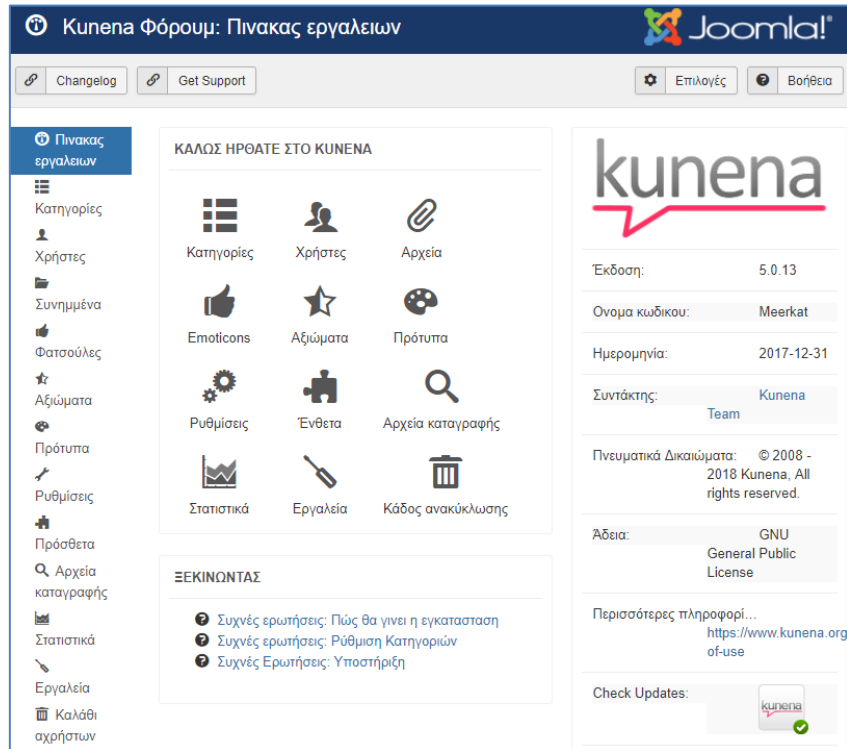 Kunena Φόρουμ: Πινακας εργαλειων
Joomla!
Changelog
Get Support
Επιλογές
Βοήθεια
Πινακας
εργαλειων
Κατηγορίες
Χρήστες
Συνημμένα
Φατσούλες
Αξιώματα
Πρότυπα
Ρυθμίσεις
Πρόσθετα
Αρχεία
καταγραφής
Στατιστικά
Εργαλεία
Καλάθι
αχρήστων
ΚΑΛΩΣ ΗΡΘΑΤΕ ΣΤΟ KUNENA
Κατηγορίες Χρήστες Αρχεία
Emoticons Αξιώματα Πρότυπα
Ρυθμίσεις Ένθετα Αρχεία καταγραφής
Στατιστικά Εργαλεία Κάδος ανακύκλωσης
ΞΕΚΙΝΩΝΤΑΣ
Συχνές ερωτήσεις: Πώς θα γινει η εγκατασταση
Συχνές ερωτήσεις: Ρύθμιση Κατηγοριών
Συχνές Ερωτήσεις: Υποστήριξη
kunena
Έκδοση: 5.0.13
Ονομα κωδικου: Meerkat
Ημερομηνία: 2017-12-31
Συντάκτης: Kunena
Team
Πνευματικά Δικαιώματα: © 2008 -
2018 Kunena, All
rights reserved.
Άδεια: GNU
General Public
License
Περισσότερες πληροφορί...
https://www.kunena.org
of-use
Check Updates:
kunena